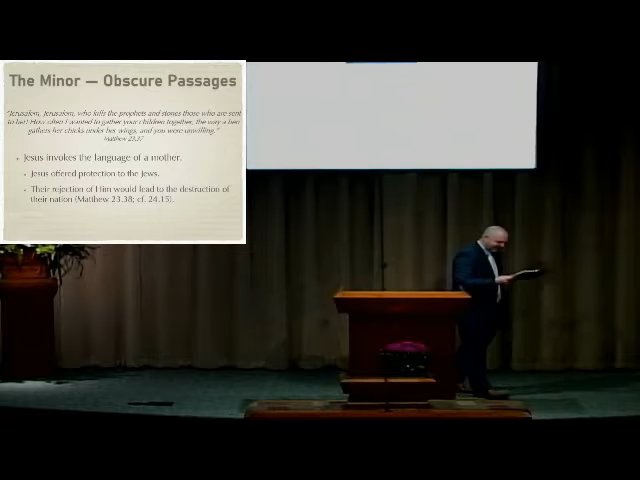 The Minor — Obscure Passages
"Jerusalem, Jerusalem, who kills the prophets and stones those who are sent
to her! How often I wanted to gather your children together, the way a hen
gathers her chicks under her wings, and you were unwilling."
Matthew 23.37
• Jesus invokes the language of a mother.
• Jesus offered protection to the Jews.
• Their rejection of Him would lead to the destruction of
their nation (Matthew 23.38; cf. 24.15).